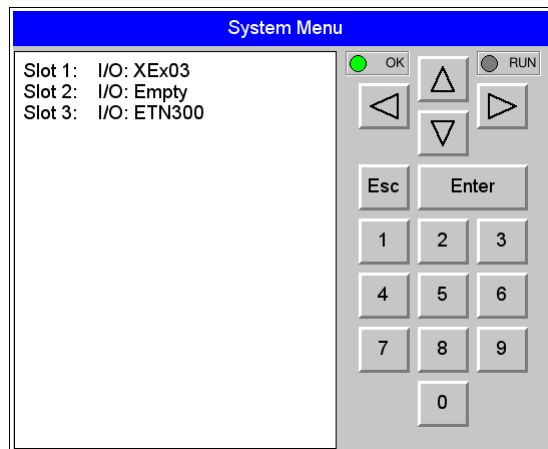 System Menu
Slot 1: I/O: XEx03
Slot 2: I/O: Empty
Slot 3: I/O: ETN300
OK
RUN
Esc
Enter
1
2
3
4
5
6
7
8
9
0